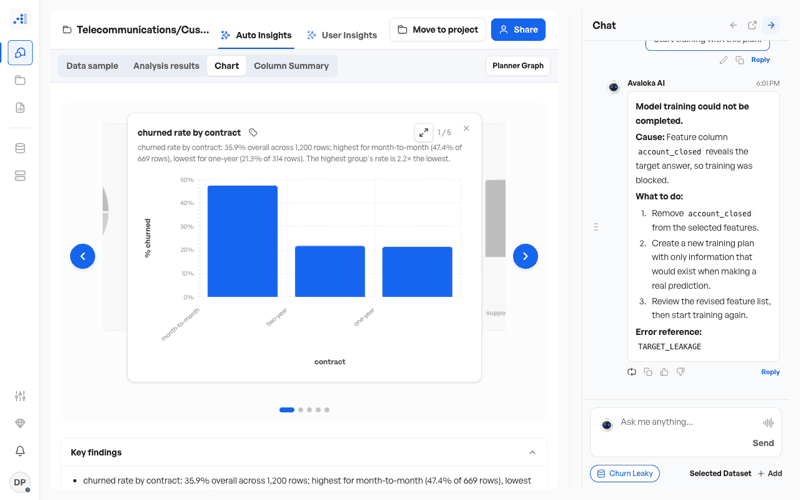 Telecommunications/Cus...
Auto Insights
User Insights
Move to project
Share
Data sample
Analysis results
Chart
Column Summary
Planner Graph
churned rate by contract
1 / 5
churned rate by contract: 35.9% overall across 1,200 rows; highest for month-to-month (47.4% of
669 rows), lowest for one-year (21.3% of 314 rows). The highest group's rate is 2.2× the lowest.
50%
40%
30%
20%
10%
0%
% churned
month-to-month
two-year
one-year
contract
suppo
Key findings
churned rate by contract: 35.9% overall across 1,200 rows; highest for month-to-month (47.4% of 669 rows), lowest
DP
Chat
Start training with this plan.
Reply
Avaloka AI
6:01 PM
Model training could not be
completed.
Cause: Feature column
account_closed reveals the
target answer, so training was
blocked.
What to do:
1. Remove account_closed
from the selected features.
2. Create a new training plan
with only information that
would exist when making a
real prediction.
3. Review the revised feature list,
then start training again.
Error reference:
TARGET_LEAKAGE
Reply
Ask me anything...
Send
Churn Leaky
Selected Dataset
+ Add